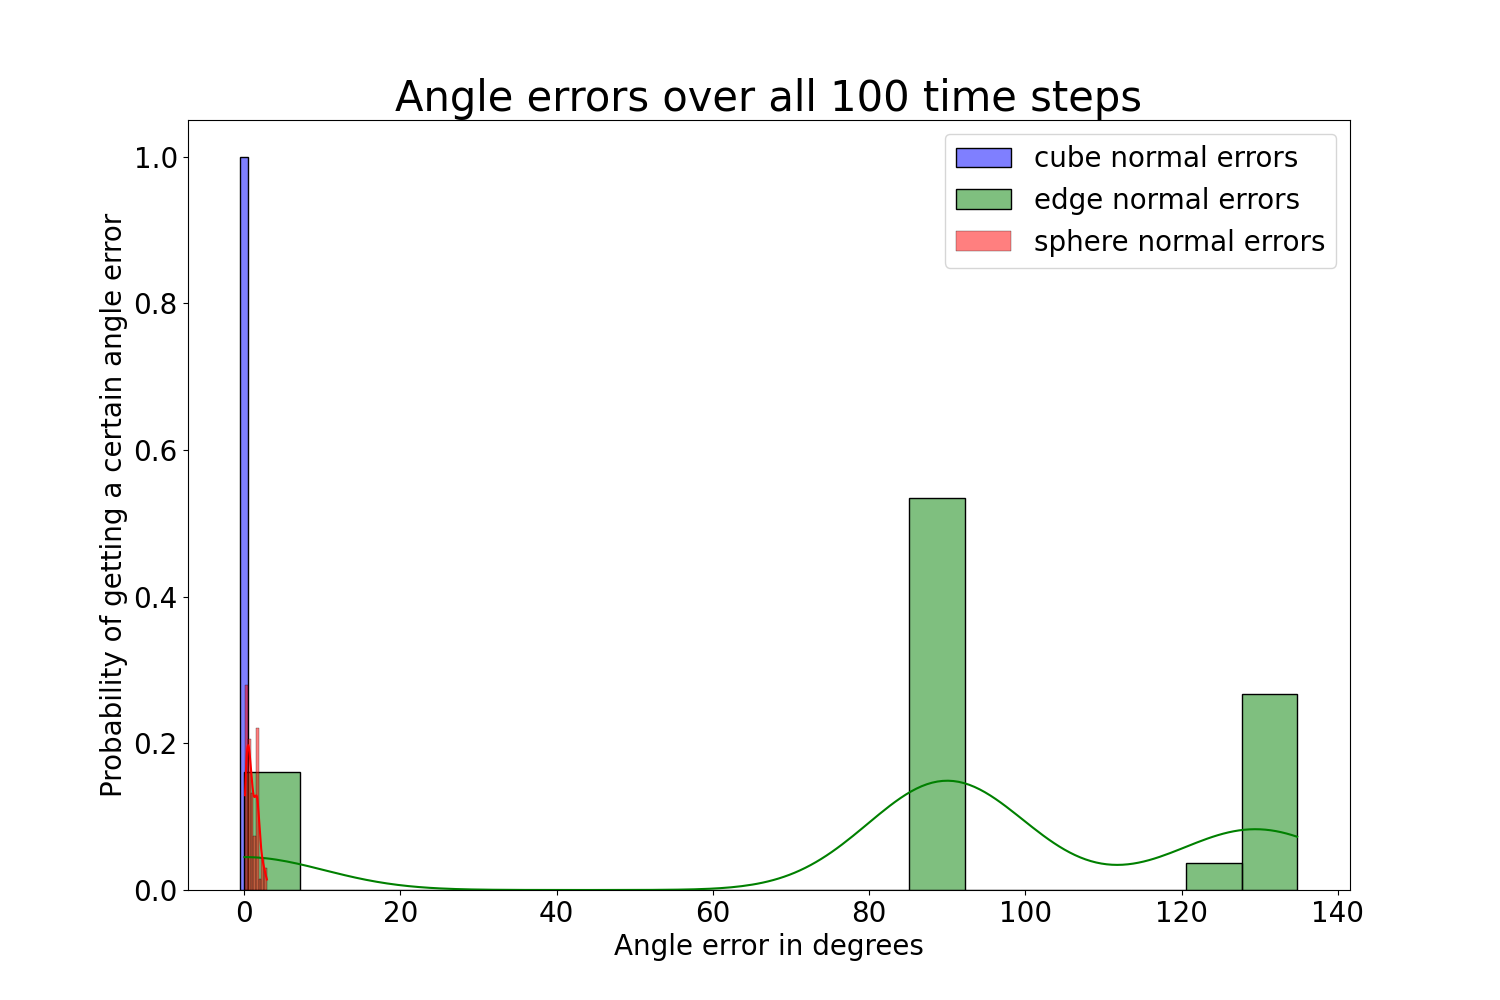 Angle errors over all 100 time steps
cube normal errors
edge normal errors
sphere normal errors
Probability of getting a certain angle error
1.0
0.8
0.6
0.4
0.2
0.0
0 20 40 60 80 100 120 140
Angle error in degrees